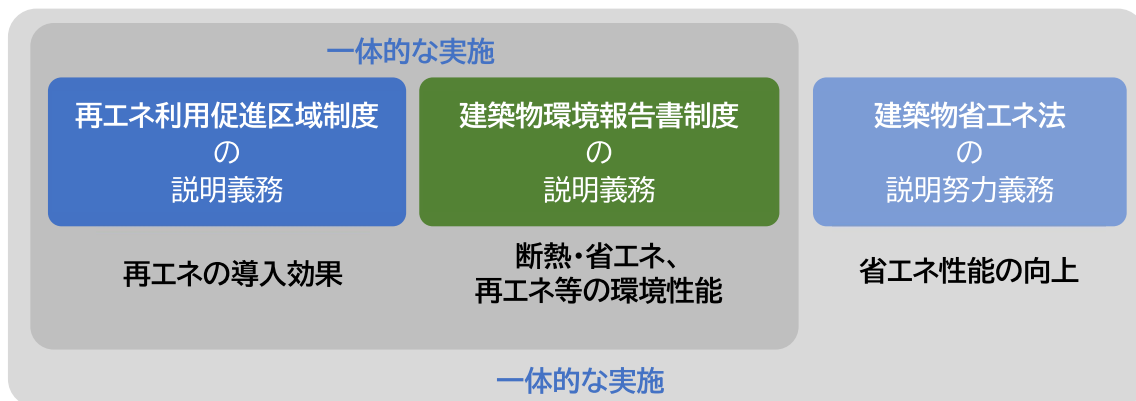 一体的な実施
再エネ利用促進区域制度
の
説明義務
再エネの導入効果
建築物環境報告書制度
の
説明義務
断熱・省エネ、
再エネ等の環境性能
建築物省エネ法
の
説明努力義務
省エネ性能の向上
一体的な実施